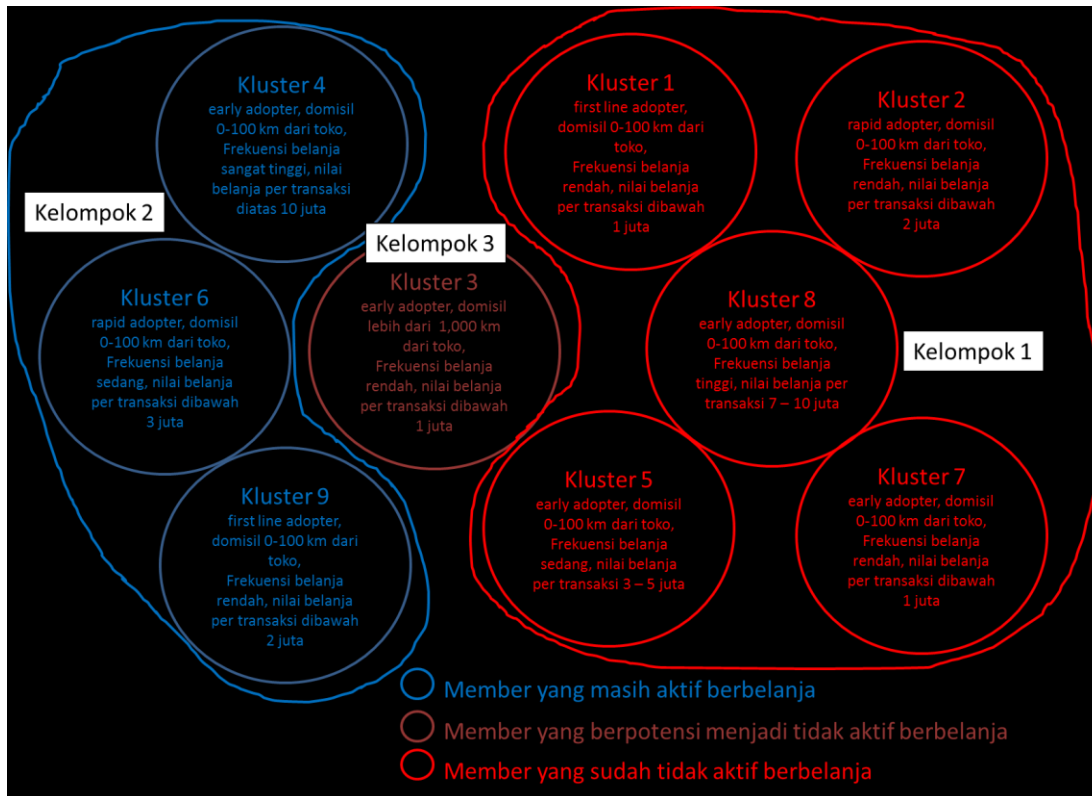 Kluster 4
early adopter, domisil
0-100 km dari toko,
Frekuensi belanja
sangat tinggi, nilai
belanja per transaksi
diatas 10 juta
Kluster 1
first line adopter,
domisil 0-100 km dari
toko,
Frekuensi belanja
rendah, nilai belanja
per transaksi dibawah
1 juta
Kluster 2
rapid adopter, domisil
0-100 km dari toko,
Frekuensi belanja
rendah, nilai belanja
per transaksi dibawah
2 juta
Kelompok 2
Kelompok 3
Kluster 6
rapid adopter, domisil
0-100 km dari toko,
Frekuensi belanja
sedang, nilai belanja
per transaksi dibawah
3 juta
Kluster 3
early adopter, domisil
lebih dari 1,000 km
dari toko,
Frekuensi belanja
rendah, nilai belanja
per transaksi dibawah
1 juta
Kluster 8
early adopter, domisil
0-100 km dari toko,
Frekuensi belanja
tinggi, nilai belanja per
transaksi 7 – 10 juta
Kelompok 1
Kluster 9
first line adopter,
domisil 0-100 km dari
toko,
Frekuensi belanja
rendah, nilai belanja
per transaksi dibawah
2 juta
Kluster 5
early adopter, domisil
0-100 km dari toko,
Frekuensi belanja
sedang, nilai belanja
per transaksi 3 – 5 juta
Kluster 7
early adopter, domisil
0-100 km dari toko,
Frekuensi belanja
rendah, nilai belanja
per transaksi dibawah
1 juta
Member yang masih aktif berbelanja
Member yang berpotensi menjadi tidak aktif berbelanja
Member yang sudah tidak aktif berbelanja